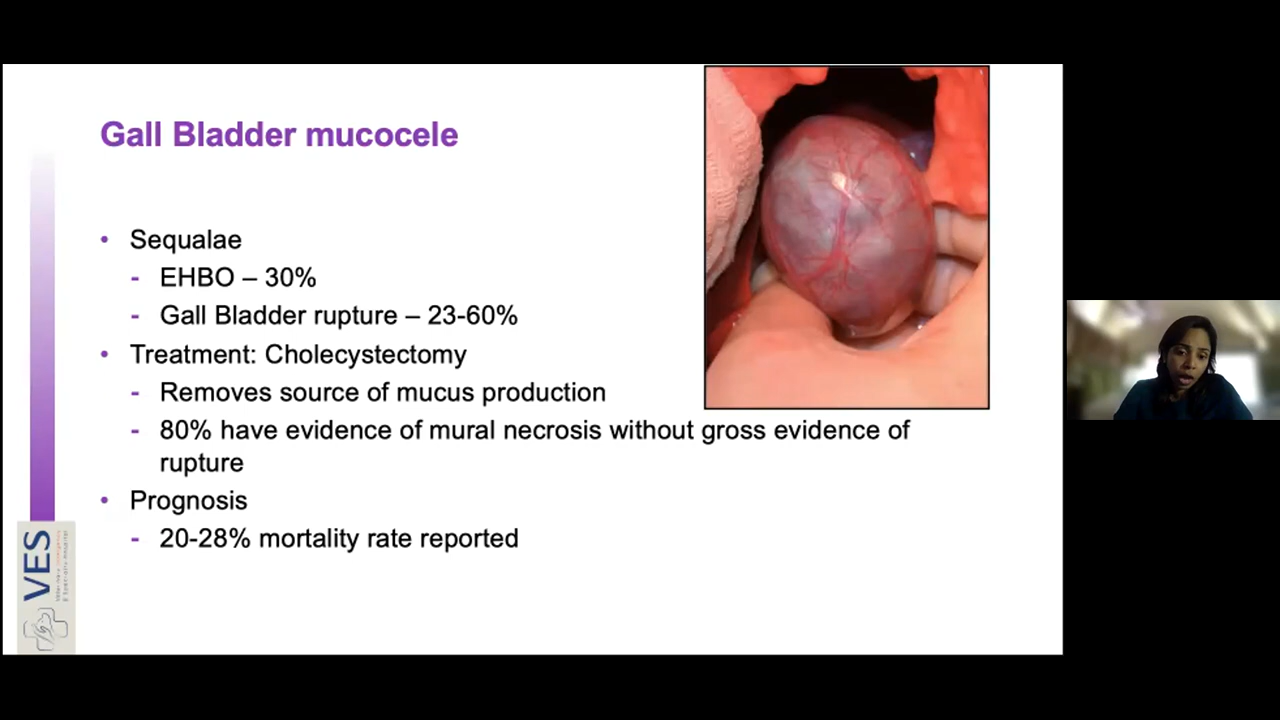 Gall Bladder mucocele
• Sequalae
- EHBO – 30%
- Gall Bladder rupture – 23-60%
• Treatment: Cholecystectomy
- Removes source of mucus production
- 80% have evidence of mural necrosis without gross evidence of
rupture
• Prognosis
- 20-28% mortality rate reported
VES